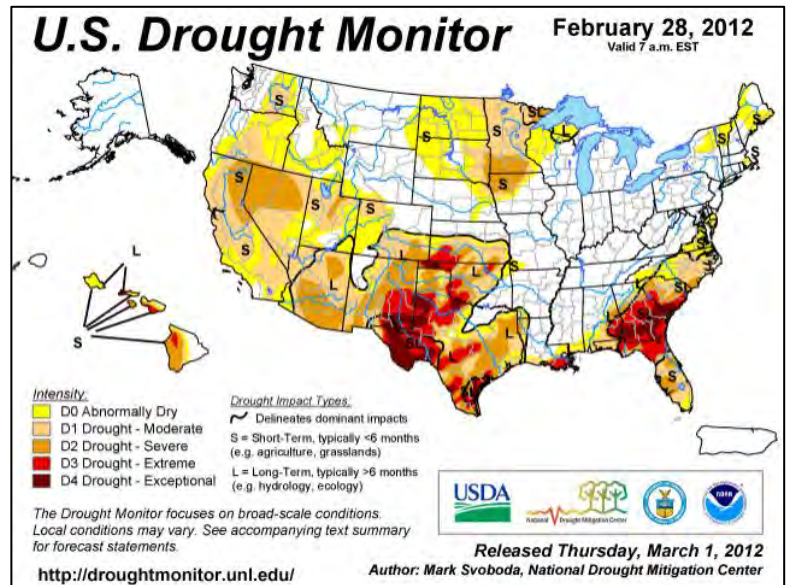 U.S. Drought Monitor
February 28, 2012
Valid 7 a.m. EST
S
S
S
L
S
S
S
S
S
S
S
S
S
L
L
L
L
L
S
L
L
S
S
L
S
Intensity:
D0 Abnormally Dry
D1 Drought - Moderate
D2 Drought - Severe
D3 Drought - Extreme
D4 Drought - Exceptional
Drought Impact Types:
Delineates dominant impacts
S = Short-Term, typically <6 months
(e.g. agriculture, grasslands)
L = Long-Term, typically >6 months
(e.g. hydrology, ecology)
USDA
National Drought Mitigation Center
NOAA
The Drought Monitor focuses on broad-scale conditions.
Local conditions may vary. See accompanying text summary
for forecast statements.
http://droughtmonitor.unl.edu/
Released Thursday, March 1, 2012
Author: Mark Svoboda, National Drought Mitigation Center